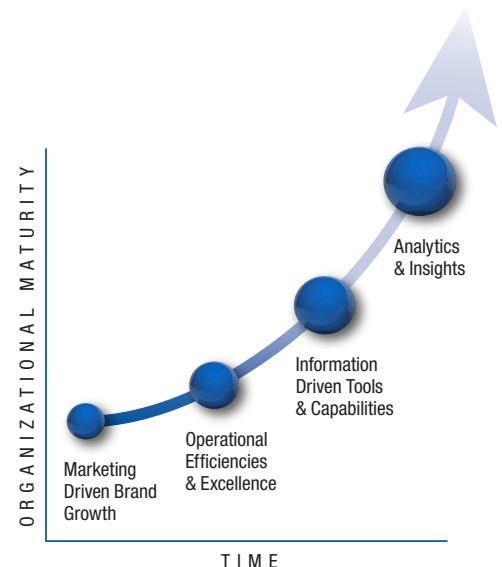 ORGANIZATIONAL MATURITY
Analytics
& Insights
Information
Driven Tools
& Capabilities
Operational
Efficiencies
& Excellence
Marketing
Driven Brand
Growth
TIME